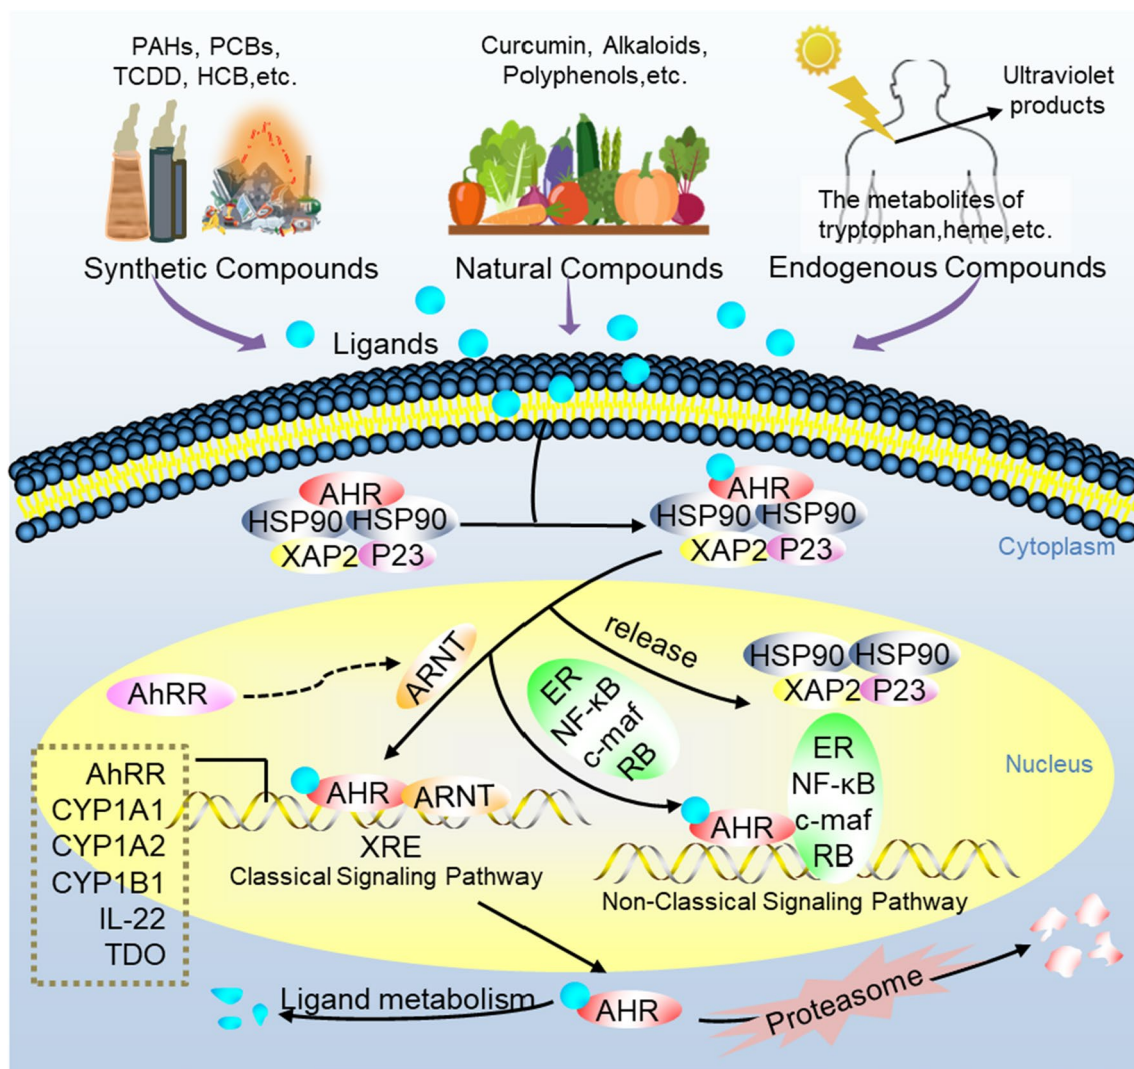 PAHs, PCBs,
TCDD, HCB,etc.
Curcumin, Alkaloids,
Polyphenols,etc.
Ultraviolet
products
The metabolites of
tryptophan,heme,etc.
Synthetic Compounds
Natural Compounds
Endogenous Compounds
Ligands
AHR
HSP90
HSP90
XAP2
P23
AHR
HSP90
HSP90
XAP2
P23
Cytoplasm
release
HSP90
HSP90
XAP2
P23
ARNT
AhRR
ER
NF-κB
c-maf
RB
ER
NF-κB
c-maf
RB
Nucleus
AhRR
CYP1A1
CYP1A2
CYP1B1
IL-22
TDO
AHR
ARNT
XRE
Classical Signaling Pathway
AHR
Non-Classical Signaling Pathway
Ligand metabolism
AHR
Proteasome